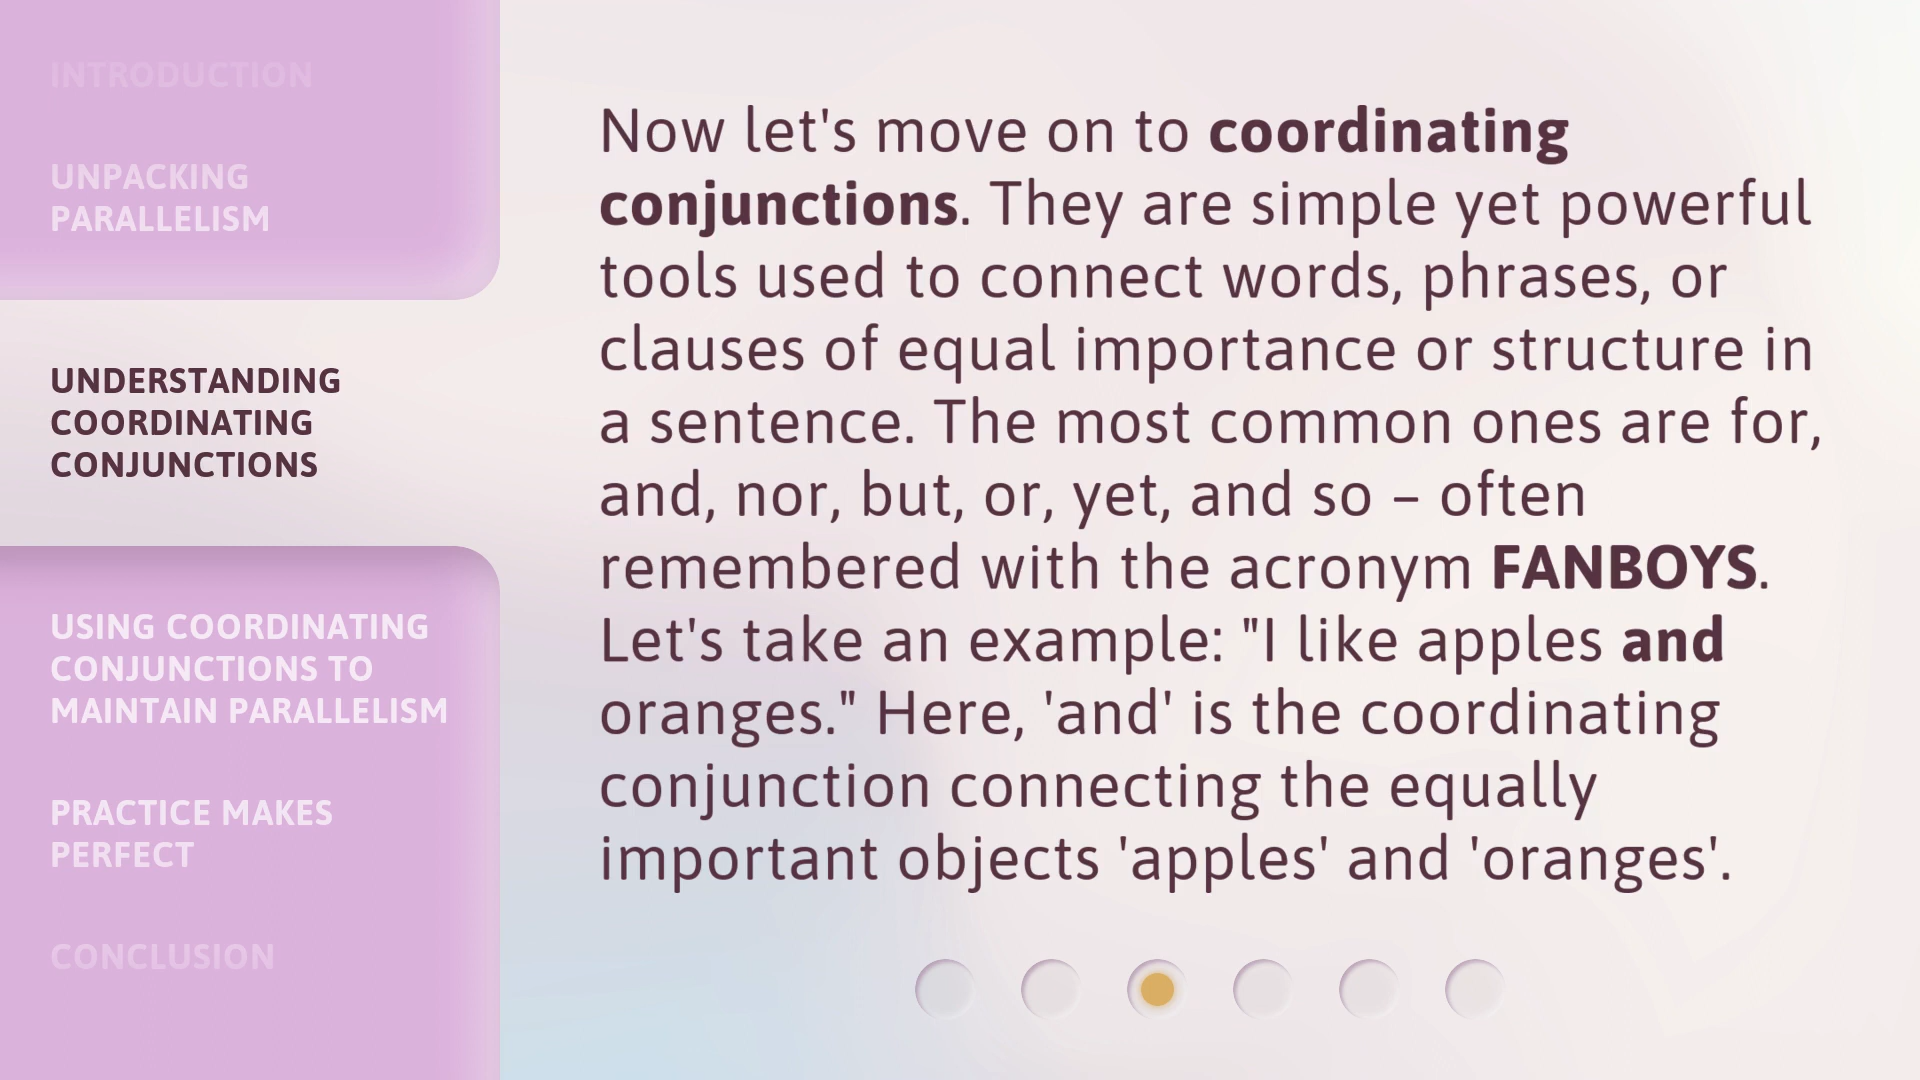 INTRODUCTION
UNPACKING
PARALLELISM
UNDERSTANDING
COORDINATING
CONJUNCTIONS
USING COORDINATING
CONJUNCTIONS TO
MAINTAIN PARALLELISM
PRACTICE MAKES
PERFECT
CONCLUSION
Now let's move on to coordinating
conjunctions. They are simple yet powerful
tools used to connect words, phrases, or
clauses of equal importance or structure in
a sentence. The most common ones are for,
and, nor, but, or, yet, and so – often
remembered with the acronym FANBOYS.
Let's take an example: "I like apples and
oranges." Here, 'and' is the coordinating
conjunction connecting the equally
important objects 'apples' and 'oranges'.